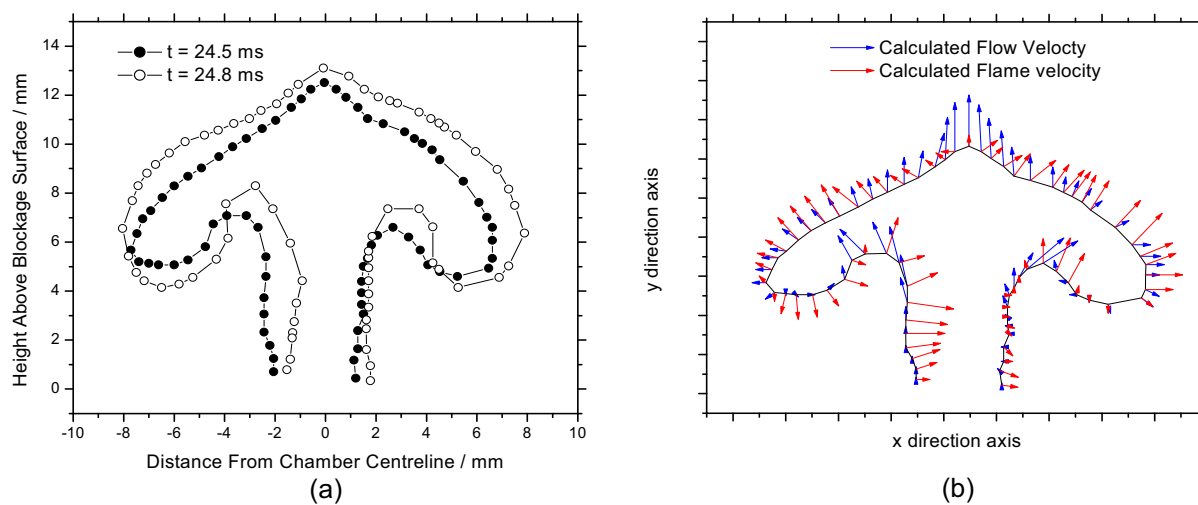 14
12
10
8
6
4
2
0
Height Above Blockage Surface / mm
t = 24.5 ms
t = 24.8 ms
-10
-8
-6
-4
-2
0
2
4
6
8
10
Distance From Chamber Centreline / mm
(a)
Calculated Flow Velocty
Calculated Flame velocity
y direction axis
x direction axis
(b)